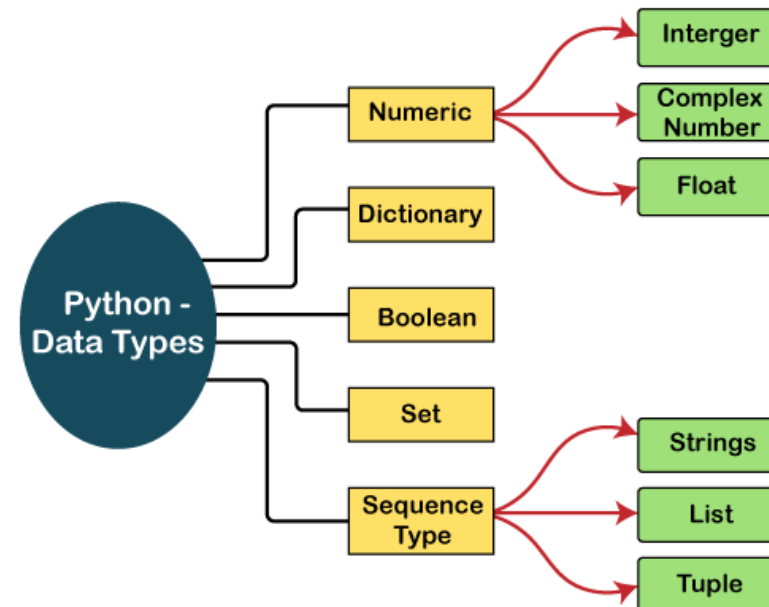 Python -
Data Types
Numeric
Dictionary
Boolean
Set
Sequence
Type
Interger
Complex
Number
Float
Strings
List
Tuple